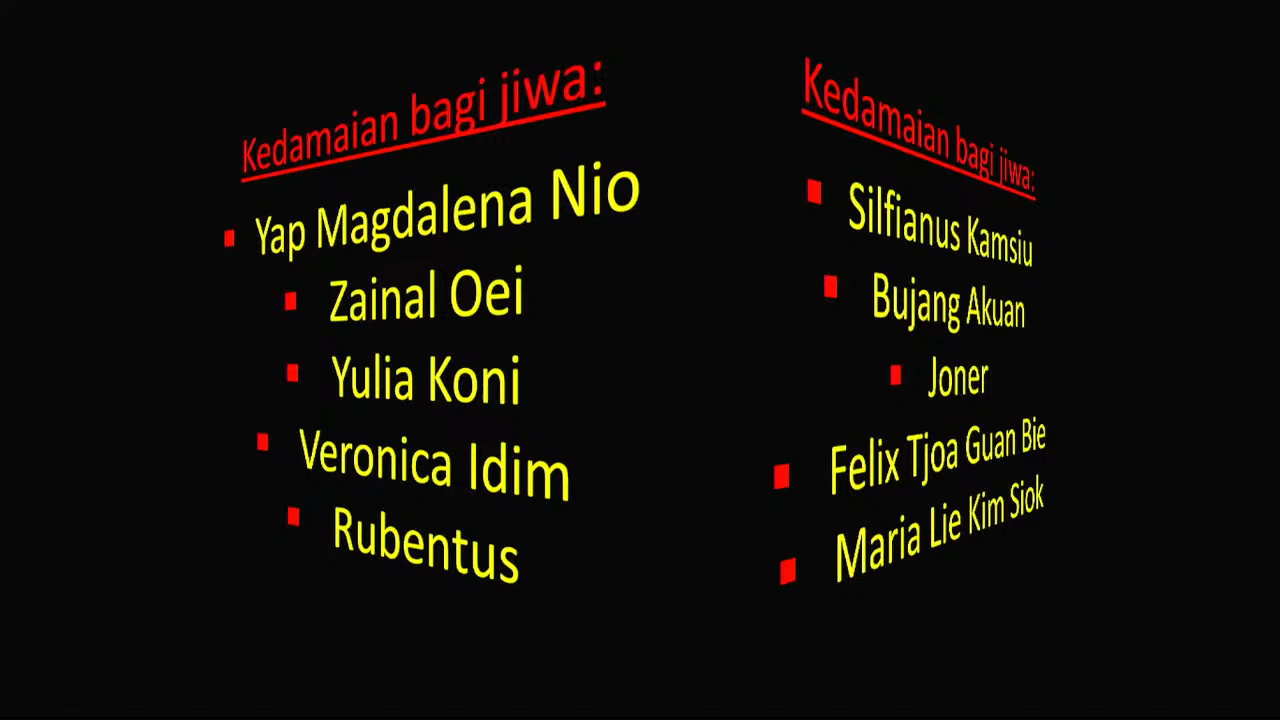 Kedamaian bagi jiwa:
Yap Magdalena Nio
Zainal Oei
Yulia Koni
Veronica Idim
Rubentus
Kedamaian bagi jiwa:
Silfianus Kamsiu
Bujang Akuan
Joner
Felix Tjoa Guan Bie
Maria Lie Kim Siok